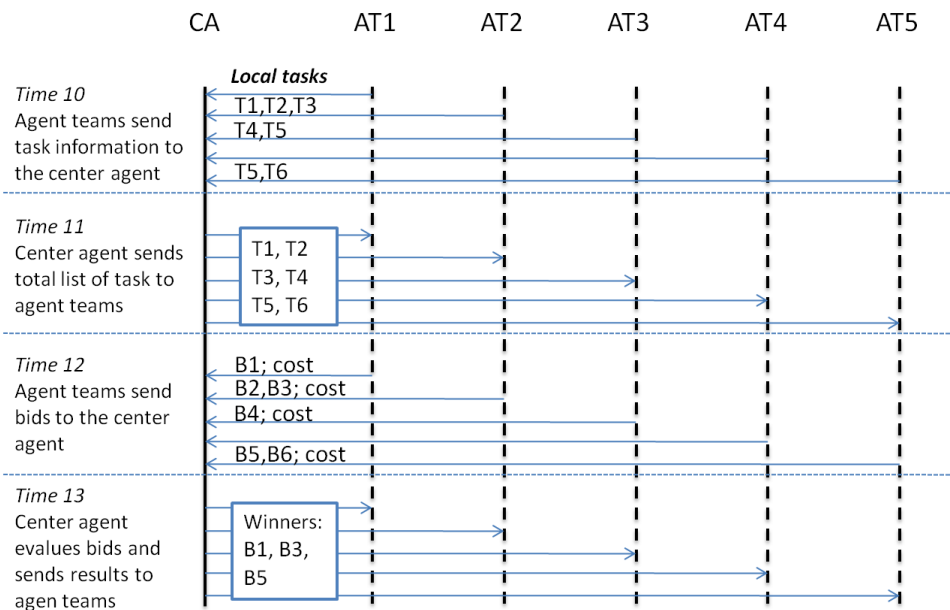 CA AT1 AT2 AT3 AT4 AT5
Local tasks
Time 10
Agent teams send
task information to
the center agent
T1,T2,T3
T4,T5
T5,T6
Time 11
Center agent sends
total list of task to
agent teams
T1, T2
T3, T4
T5, T6
Time 12
Agent teams send
bids to the center
agent
B1; cost
B2,B3; cost
B4; cost
B5,B6; cost
Time 13
Center agent
evalues bids and
sends results to
agen teams
Winners:
B1, B3,
B5